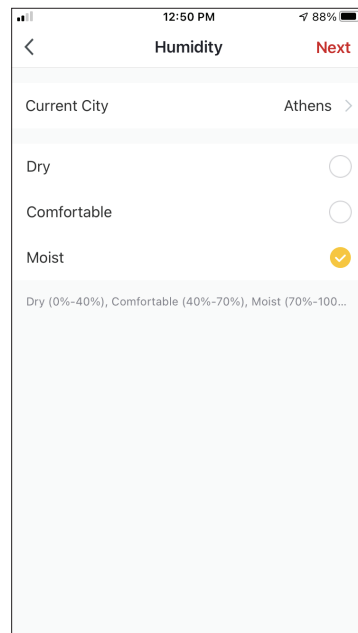 12:50 PM 88%
Humidity Next
Current City Athens
Dry
Comfortable
Moist
Dry (0%-40%), Comfortable (40%-70%), Moist (70%-100...